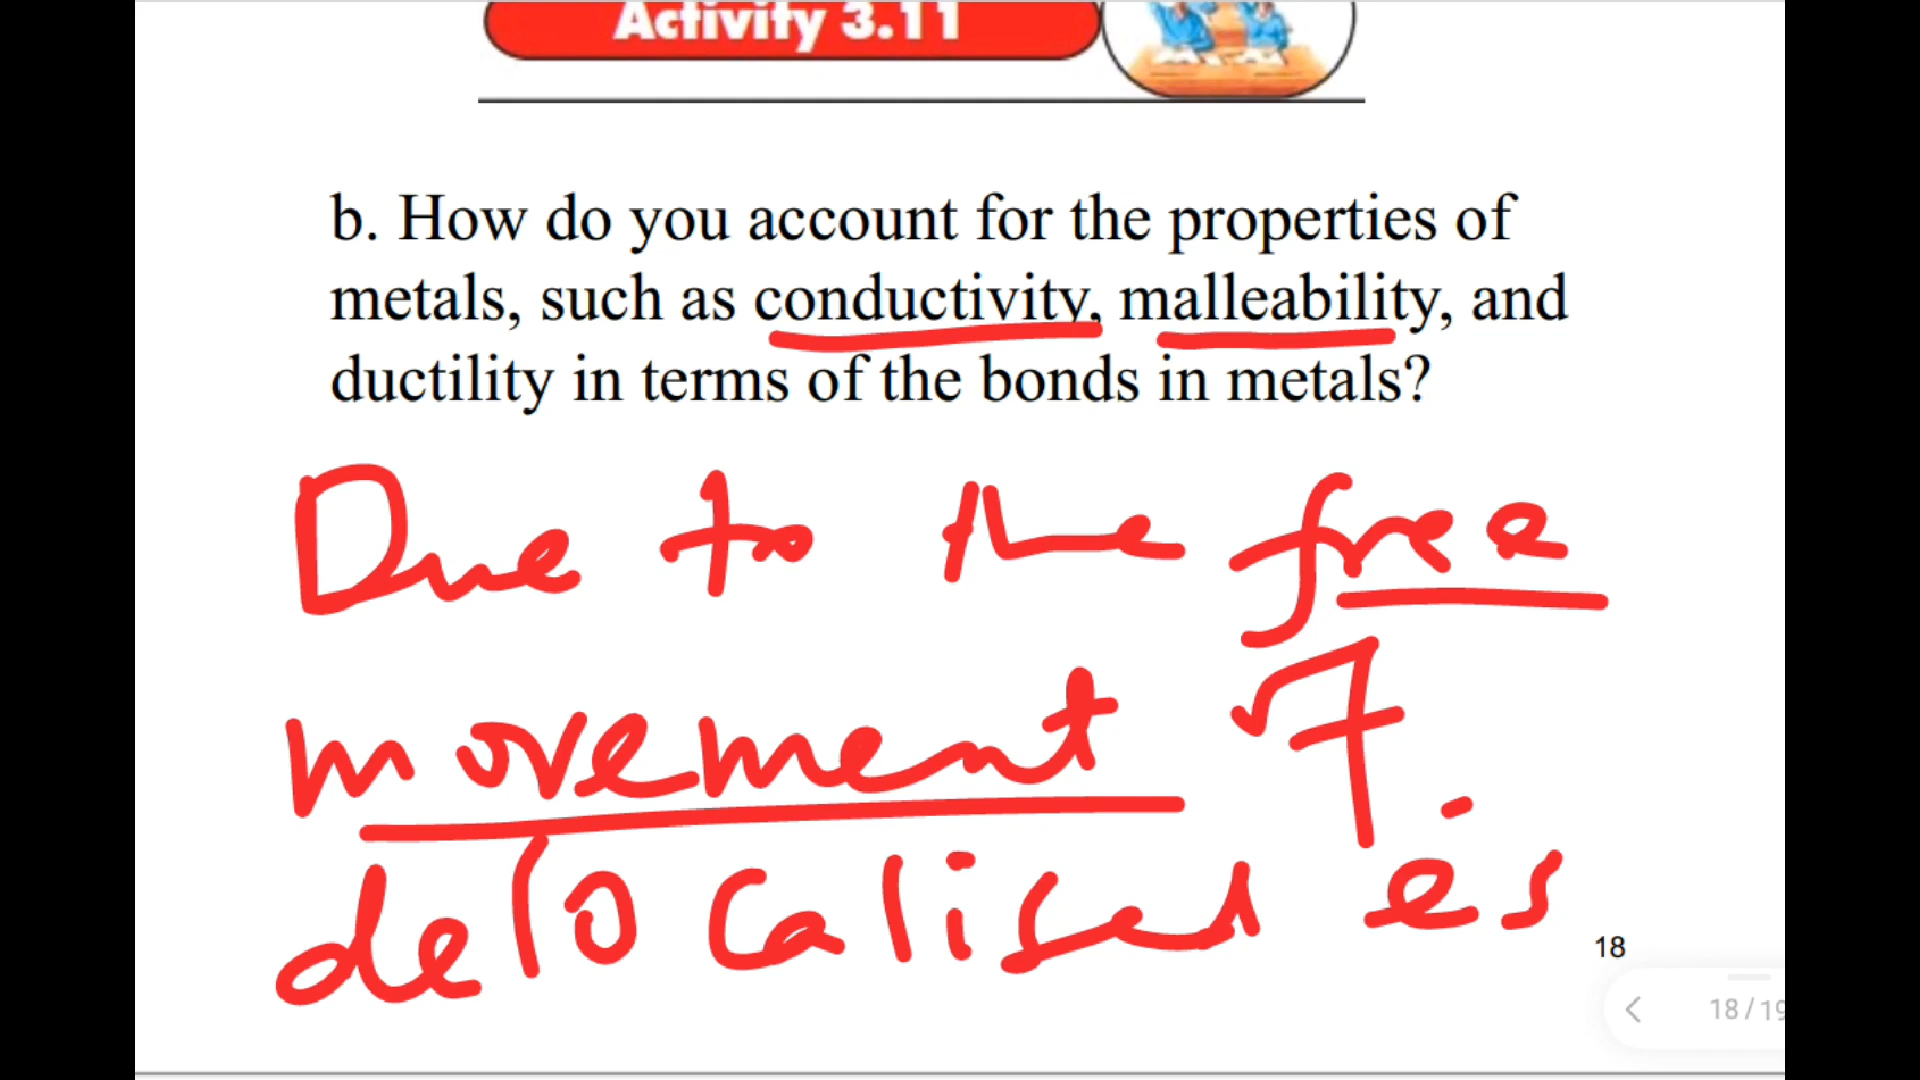 Activity 3.11
b. How do you account for the properties of
metals, such as conductivity, malleability, and
ductility in terms of the bonds in metals?
Due to the free
movement of
delocalised e-s
18
18/19